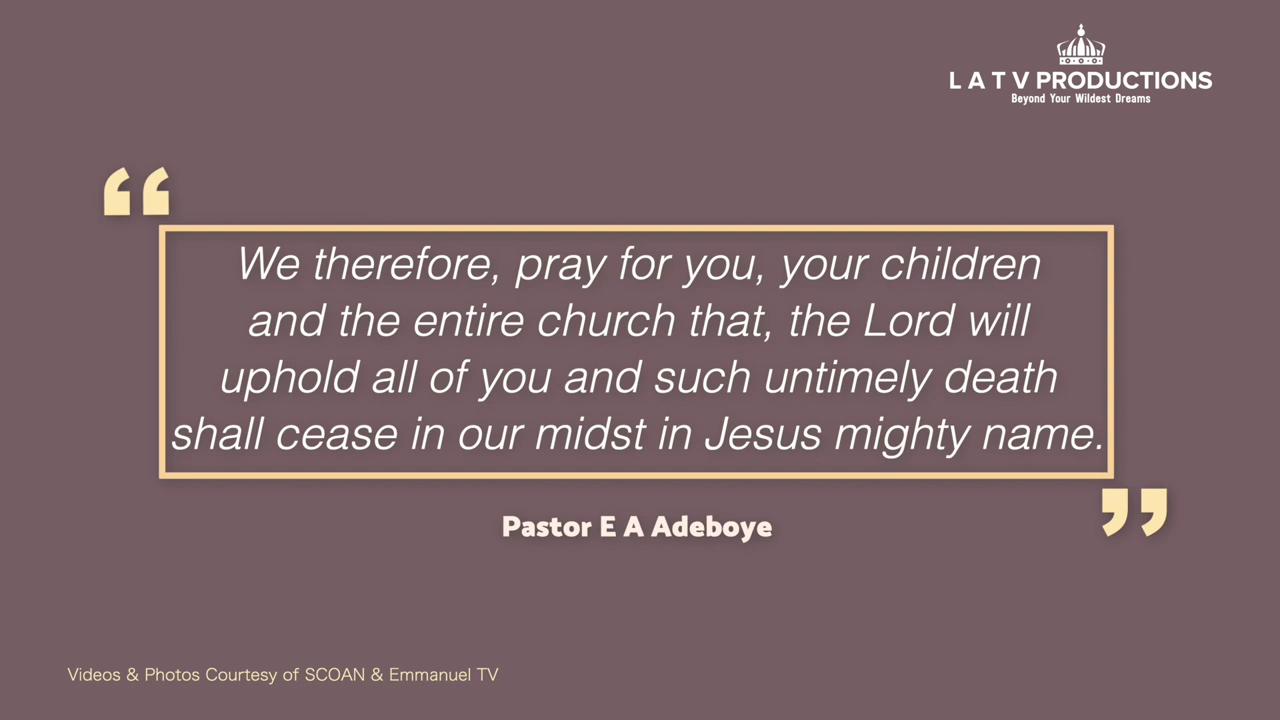 L A T V PRODUCTIONS
Beyond Your Wildest Dreams
“
We therefore, pray for you, your children
and the entire church that, the Lord will
uphold all of you and such untimely death
shall cease in our midst in Jesus mighty name.
”
Pastor E A Adeboye
Videos & Photos Courtesy of SCOAN & Emmanuel TV